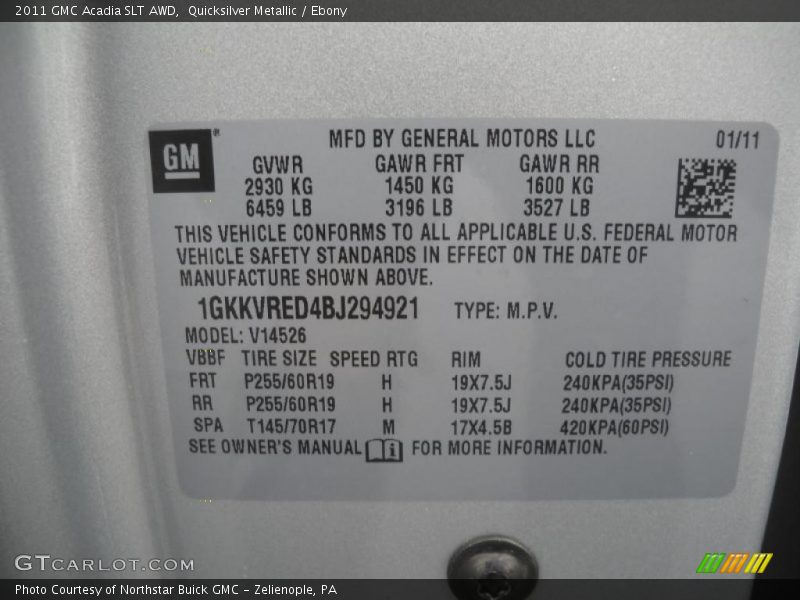 2011 GMC Acadia SLT AWD,  Quicksilver Metallic / Ebony
GM®
MFD BY GENERAL MOTORS LLC 01/11
GVWR GAWR FRT GAWR RR
2930 KG 1450 KG 1600 KG
6459 LB 3196 LB 3527 LB
THIS VEHICLE CONFORMS TO ALL APPLICABLE U.S. FEDERAL MOTOR
VEHICLE SAFETY STANDARDS IN EFFECT ON THE DATE OF
MANUFACTURE SHOWN ABOVE.
1GKKVRED4BJ294921 TYPE: M.P.V.
MODEL: V14526
VBBF TIRE SIZE SPEED RTG RIM COLD TIRE PRESSURE
FRT P255/60R19 H 19X7.5J 240KPA(35PSI)
RR P255/60R19 H 19X7.5J 240KPA(35PSI)
SPA T145/70R17 M 17X4.5B 420KPA(60PSI)
SEE OWNER'S MANUAL FOR MORE INFORMATION.
GTCARLOT.COM
Photo Courtesy of Northstar Buick GMC - Zelienople, PA